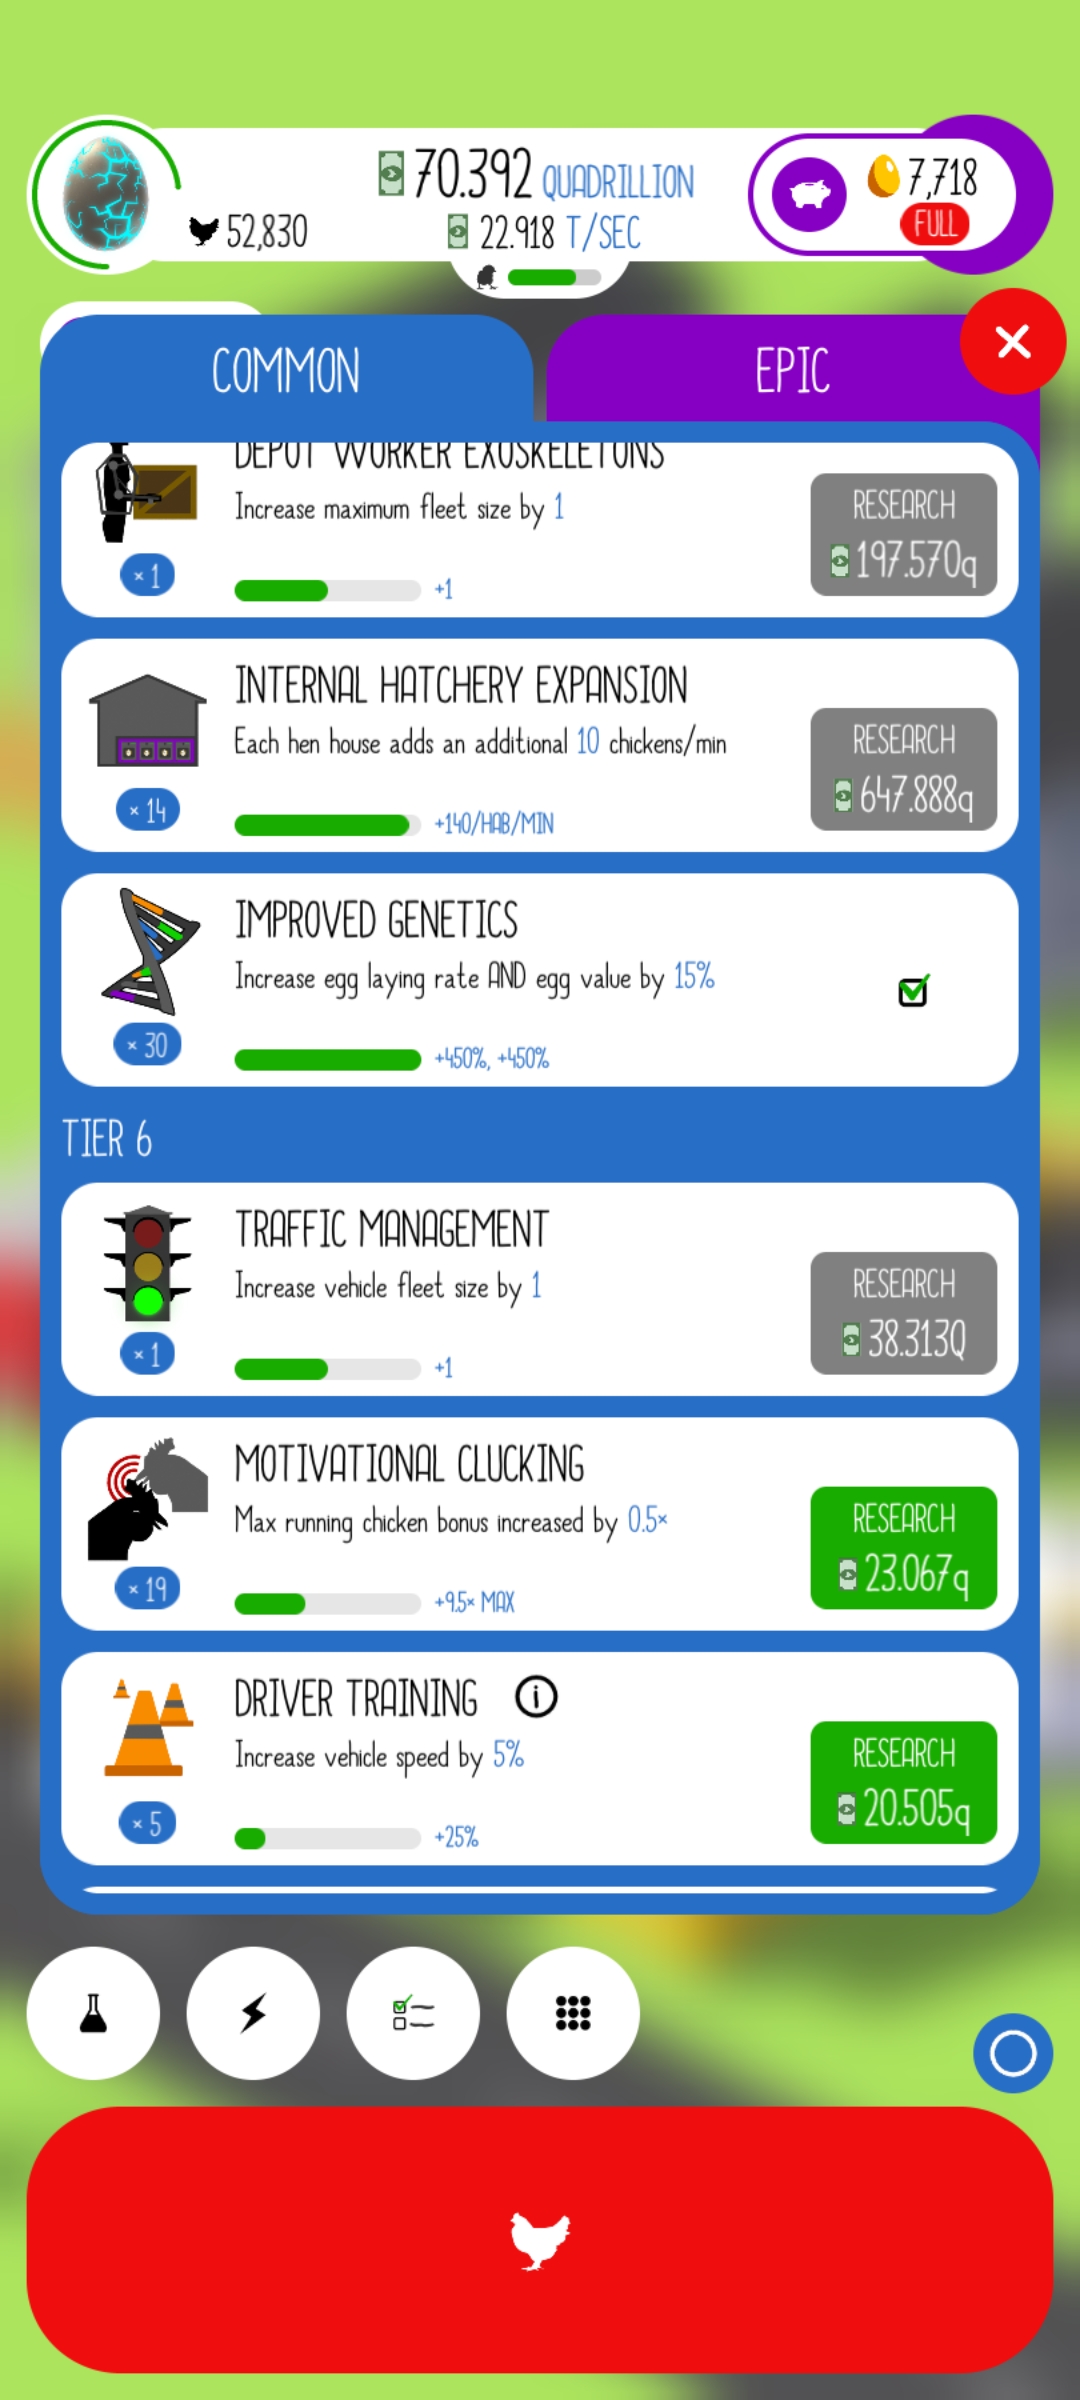 70.392 QUADRILLION
7,718
52,830
22.918 T/SEC
FULL
COMMON
EPIC
DEPOT WORKER EXOSKELETONS
Increase maximum fleet size by 1
RESEARCH
197.570q
× 1
+1
INTERNAL HATCHERY EXPANSION
Each hen house adds an additional 10 chickens/min
RESEARCH
647.888q
× 14
+140/HAB/MIN
IMPROVED GENETICS
Increase egg laying rate AND egg value by 15%
× 30
+450%, +450%
TIER 6
TRAFFIC MANAGEMENT
Increase vehicle fleet size by 1
RESEARCH
38.313Q
× 1
+1
MOTIVATIONAL CLUCKING
Max running chicken bonus increased by 0.5×
RESEARCH
23.067q
× 19
+9.5× MAX
DRIVER TRAINING
Increase vehicle speed by 5%
RESEARCH
20.505q
× 5
+25%